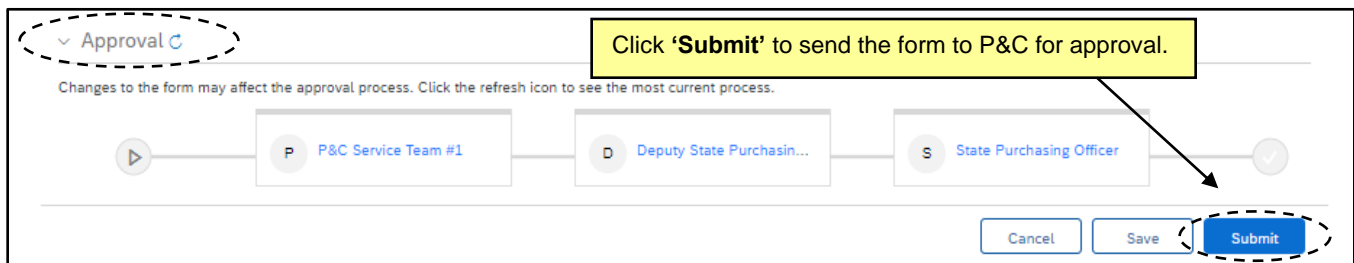 Approval
Click ‘Submit’ to send the form to P&C for approval.
Changes to the form may affect the approval process. Click the refresh icon to see the most current process.
P P&C Service Team #1
D Deputy State Purchasin...
S State Purchasing Officer
Cancel Save Submit